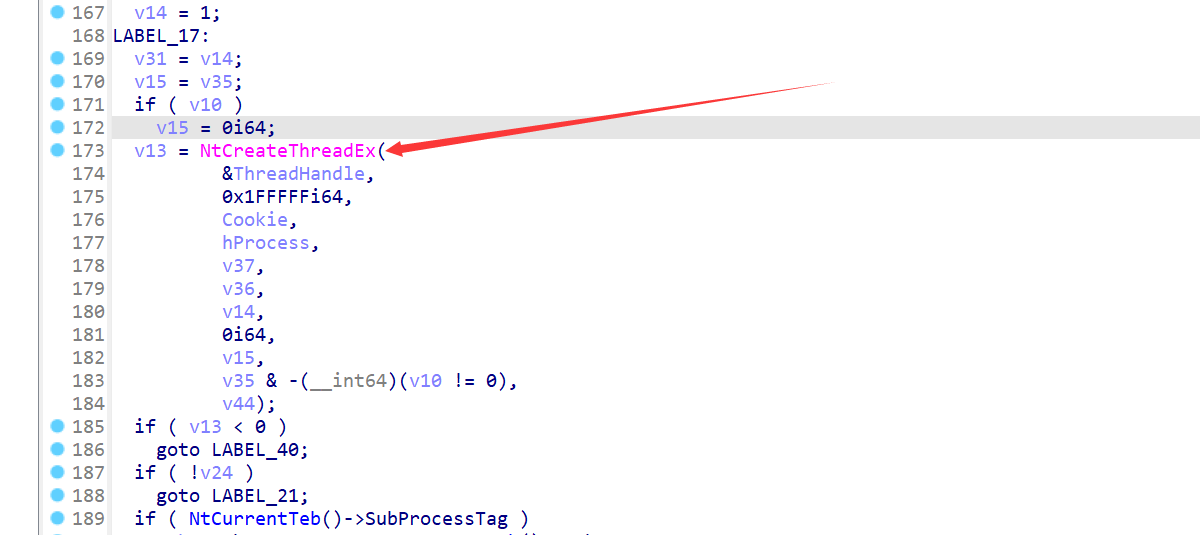 167 v14 = 1;
168 LABEL_17:
169 v31 = v14;
170 v15 = v35;
171 if ( v10 )
172 v15 = 0i64;
173 v13 = NtCreateThreadEx(
174 &ThreadHandle,
175 0x1FFFFFi64,
176 Cookie,
177 hProcess,
178 v37,
179 v36,
180 v14,
181 0i64,
182 v15,
183 v35 & -(__int64)(v10 != 0),
184 v44);
185 if ( v13 < 0 )
186 goto LABEL_40;
187 if ( !v24 )
188 goto LABEL_21;
189 if ( NtCurrentTeb()->SubProcessTag )